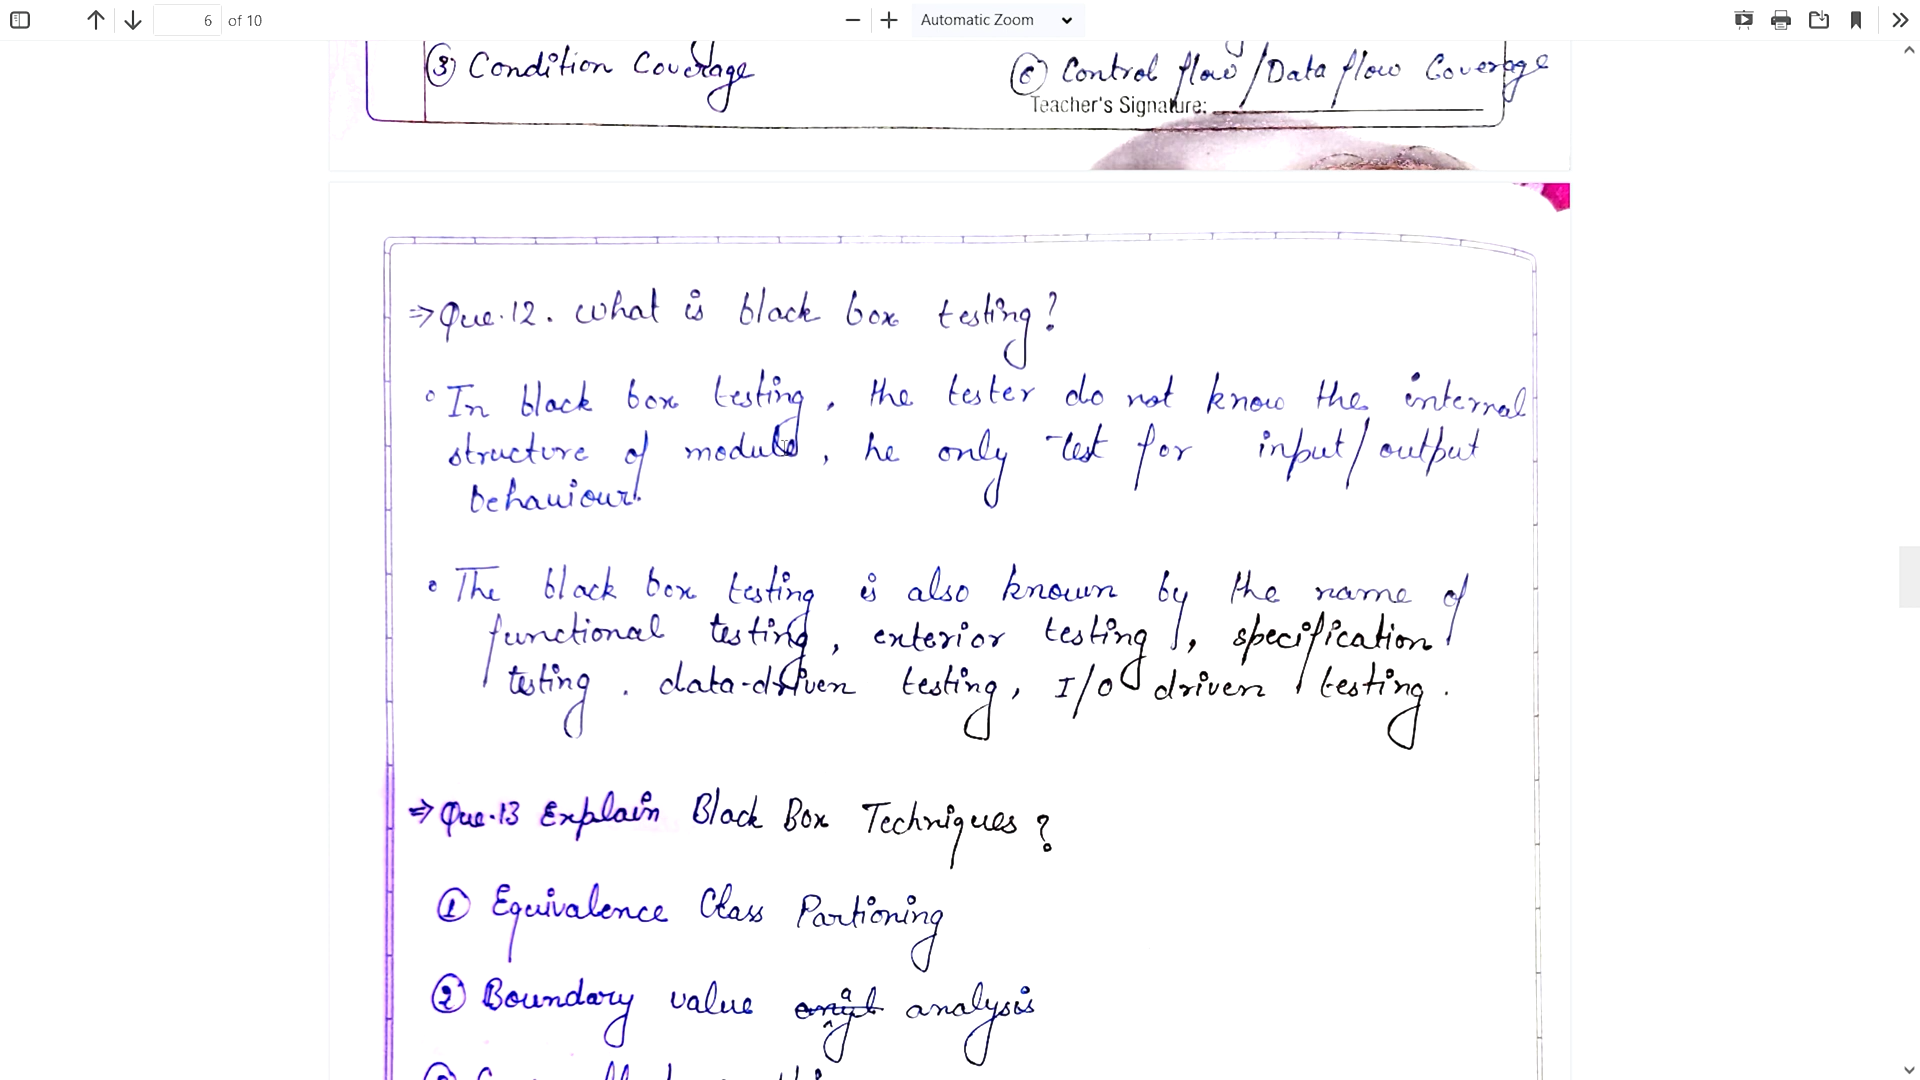 6 of 10
Automatic Zoom
③ Condition Coverage
⑥ Control flow/Data flow Coverage
Teacher's Signature:
⇒ Que.12. What is black box testing?
In black box testing, the tester do not know the internal
structure of module, he only test for input/output
behaviour.
The black box testing is also known by the name of
functional testing, exterior testing, specification
testing. data-driven testing, I/O driven testing.
⇒ Que.13 Explain Black Box Techniques?
① Equivalence Class Partioning
② Boundary value analysis